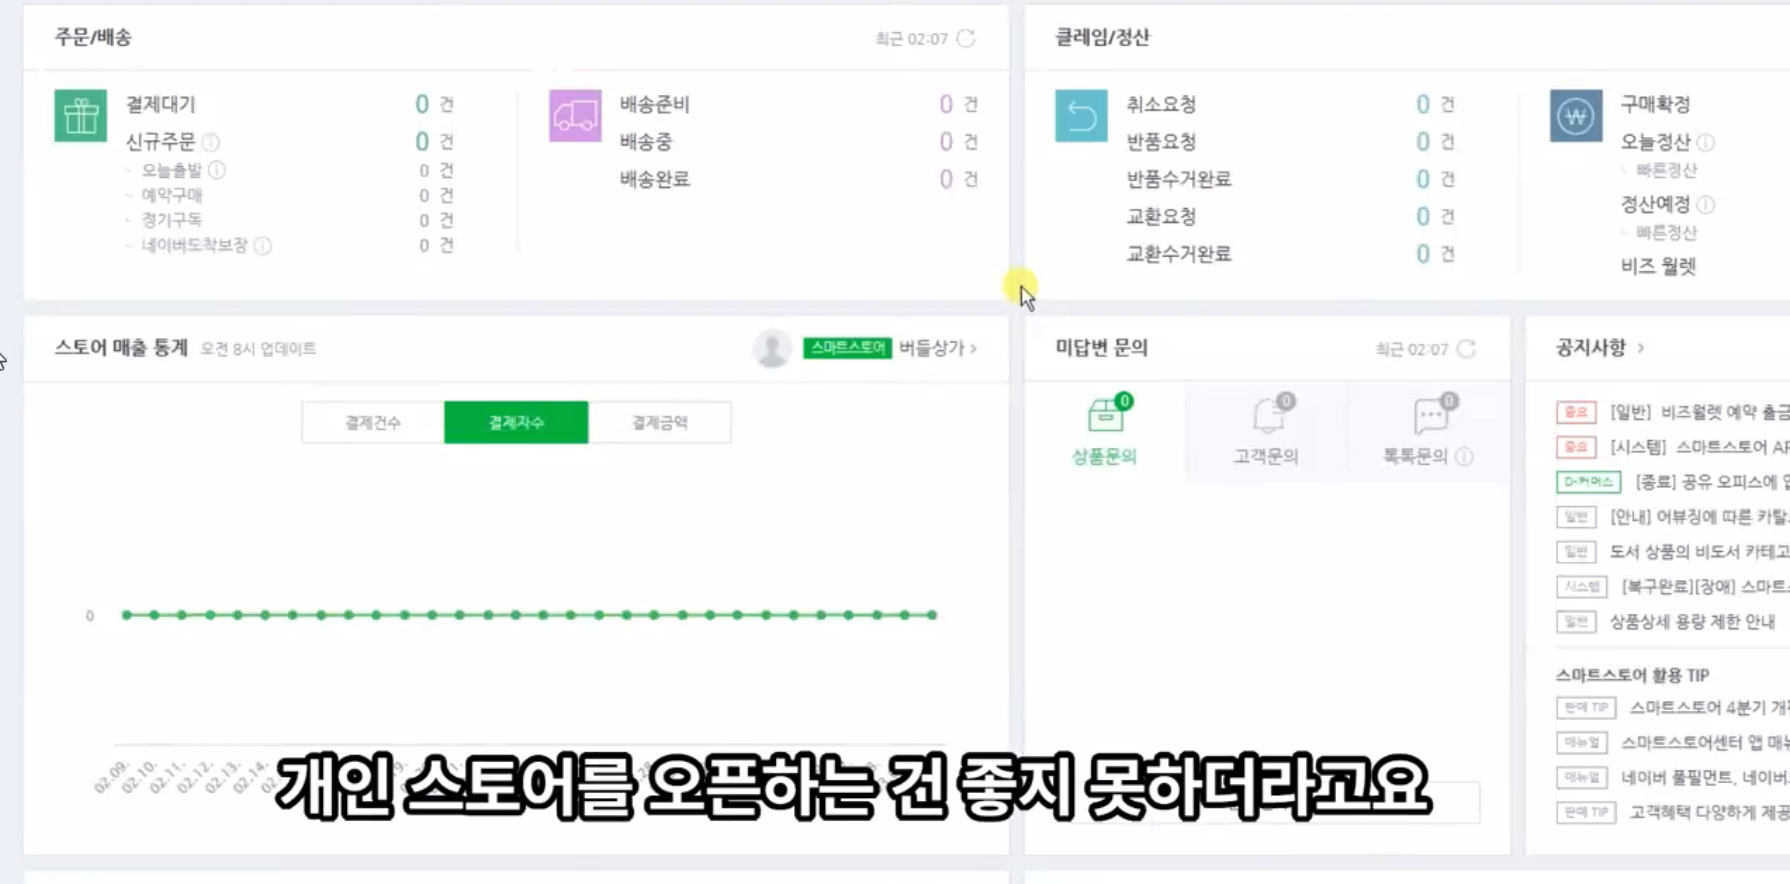 주문/배송
최근 02:07
결제대기 0 건
신규주문 0 건
오늘출발 0 건
예약구매 0 건
정기구독 0 건
네이버도착보장 0 건
배송준비 0 건
배송중 0 건
배송완료 0 건
클레임/정산
취소요청 0 건
반품요청 0 건
반품수거완료 0 건
교환요청 0 건
교환수거완료 0 건
구매확정
오늘정산
빠른정산
정산예정
빠른정산
비즈 월렛
스토어 매출 통계 오전 8시 업데이트
스마트스토어 버들상가
결제건수 결제자수 결제금액
0
02.09. 02.10. 02.11. 02.12. 02.13. 02.14.
미답변 문의 최근 02:07
0 0 0
상품문의 고객문의 톡톡문의
공지사항
중요 [일반] 비즈월렛 예약 출금
중요 [시스템] 스마트스토어 AP
D-커머스 [종료] 공유 오피스에
일반 [안내] 어뷰징에 따른 카탈
일반 도서 상품의 비도서 카테고
시스템 [복구완료][장애] 스마트
일반 상품상세 용량 제한 안내
스마트스토어 활용 TIP
판매 TIP 스마트스토어 4분기
매뉴얼 스마트스토어센터 앱 매뉴
매뉴얼 네이버 풀필먼트, 네이버
판매 TIP 고객혜택 다양하게 제공
개인 스토어를 오픈하는 건 좋지 못하더라고요